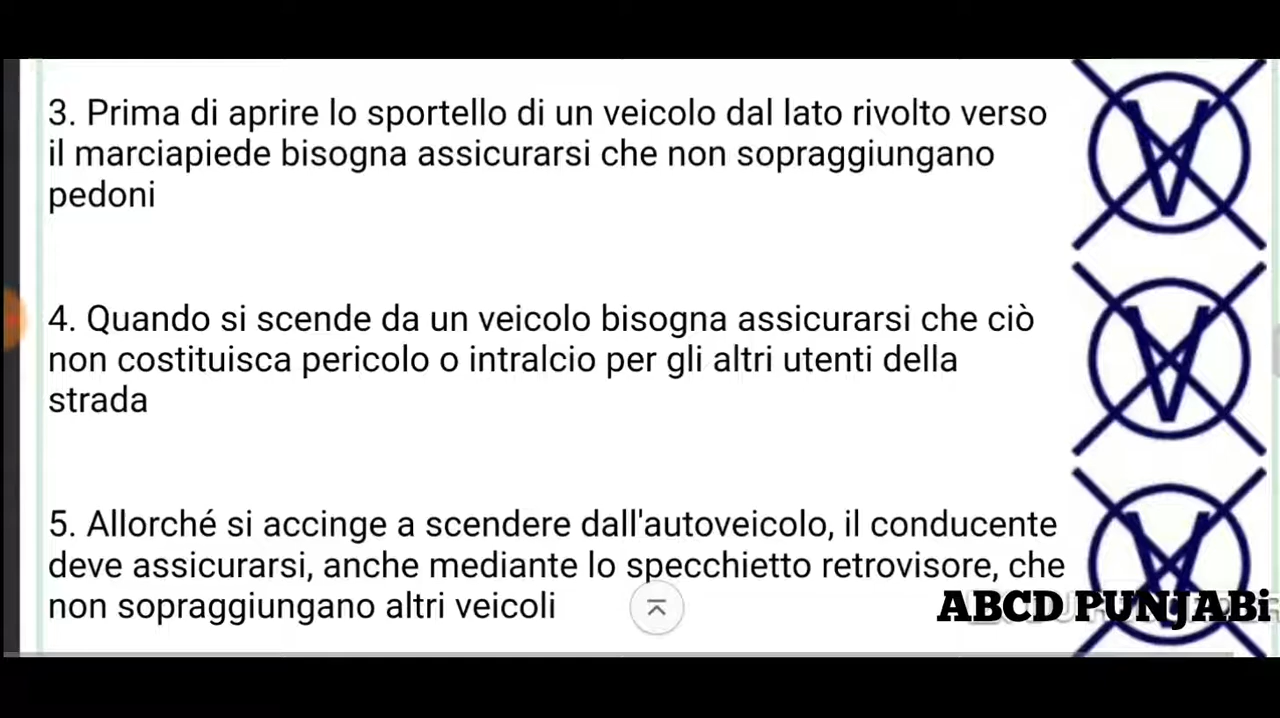 3. Prima di aprire lo sportello di un veicolo dal lato rivolto verso
il marciapiede bisogna assicurarsi che non sopraggiungano
pedoni
V
4. Quando si scende da un veicolo bisogna assicurarsi che ciò
non costituisca pericolo o intralcio per gli altri utenti della
strada
V
5. Allorché si accinge a scendere dall'autoveicolo, il conducente
deve assicurarsi, anche mediante lo specchietto retrovisore, che
non sopraggiungano altri veicoli
V
ABCD PUNJABi